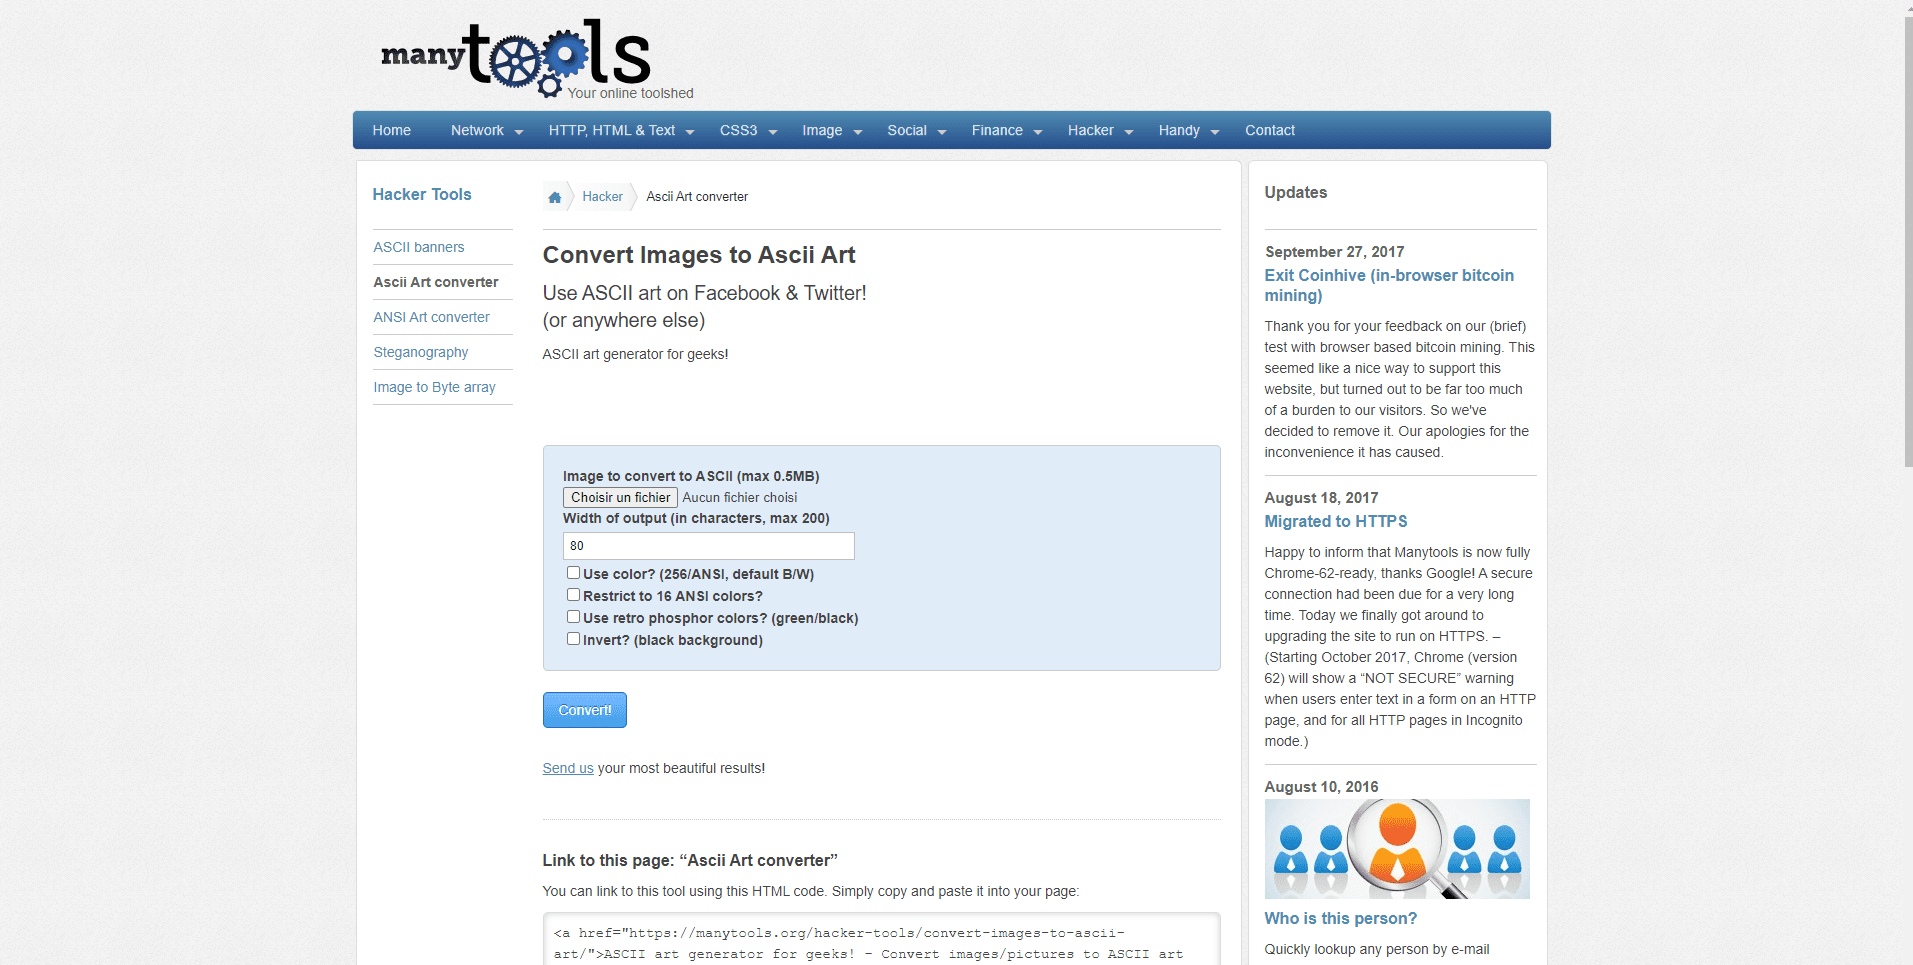 manytools
Your online toolshed
Home
Network
HTTP, HTML & Text
CSS3
Image
Social
Finance
Hacker
Handy
Contact
Hacker Tools
ASCII banners
Ascii Art converter
ANSI Art converter
Steganography
Image to Byte array
Hacker
Ascii Art converter
Convert Images to Ascii Art
Use ASCII art on Facebook & Twitter!
(or anywhere else)
ASCII art generator for geeks!
Image to convert to ASCII (max 0.5MB)
Choisir un fichier Aucun fichier choisi
Width of output (in characters, max 200)
80
Use color? (256/ANSI, default B/W)
Restrict to 16 ANSI colors?
Use retro phosphor colors? (green/black)
Invert? (black background)
Convert!
Send us your most beautiful results!
Link to this page: “Ascii Art converter”
You can link to this tool using this HTML code. Simply copy and paste it into your page:
<a href="https://manytools.org/hacker-tools/convert-images-to-ascii-
art/">ASCII art generator for geeks! - Convert images/pictures to ASCII art
Updates
September 27, 2017
Exit Coinhive (in-browser bitcoin
mining)
Thank you for your feedback on our (brief)
test with browser based bitcoin mining. This
seemed like a nice way to support this
website, but turned out to be far too much
of a burden to our visitors. So we've
decided to remove it. Our apologies for the
inconvenience it has caused.
August 18, 2017
Migrated to HTTPS
Happy to inform that Manytools is now fully
Chrome-62-ready, thanks Google! A secure
connection had been due for a very long
time. Today we finally got around to
upgrading the site to run on HTTPS. –
(Starting October 2017, Chrome (version
62) will show a “NOT SECURE” warning
when users enter text in a form on an HTTP
page, and for all HTTP pages in Incognito
mode.)
August 10, 2016
Who is this person?
Quickly lookup any person by e-mail